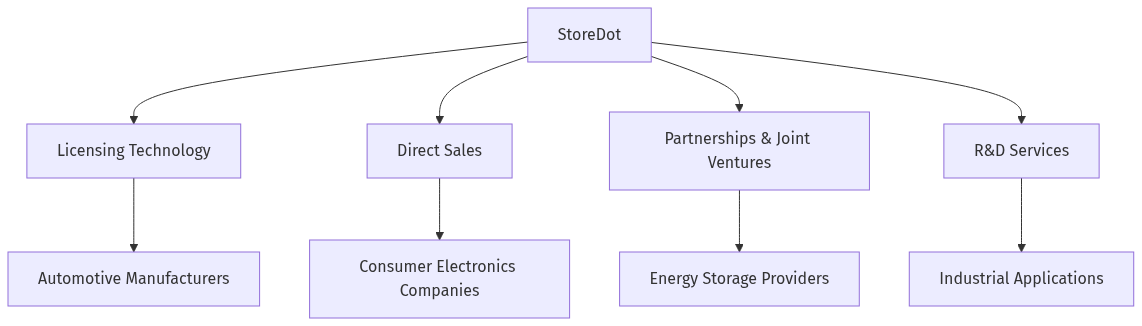 StoreDot
Licensing Technology
Direct Sales
Partnerships & Joint
Ventures
R&D Services
Automotive Manufacturers
Consumer Electronics
Companies
Energy Storage Providers
Industrial Applications